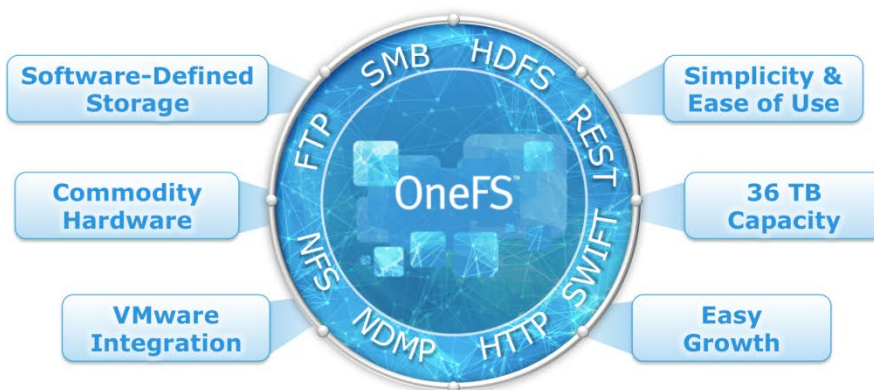 Software-Defined
Storage
Commodity
Hardware
VMware
Integration
FTP
SMB
HDFS
REST
SWIFT
HTTP
NDMP
NFS
OneFS™
Simplicity &
Ease of Use
36 TB
Capacity
Easy
Growth